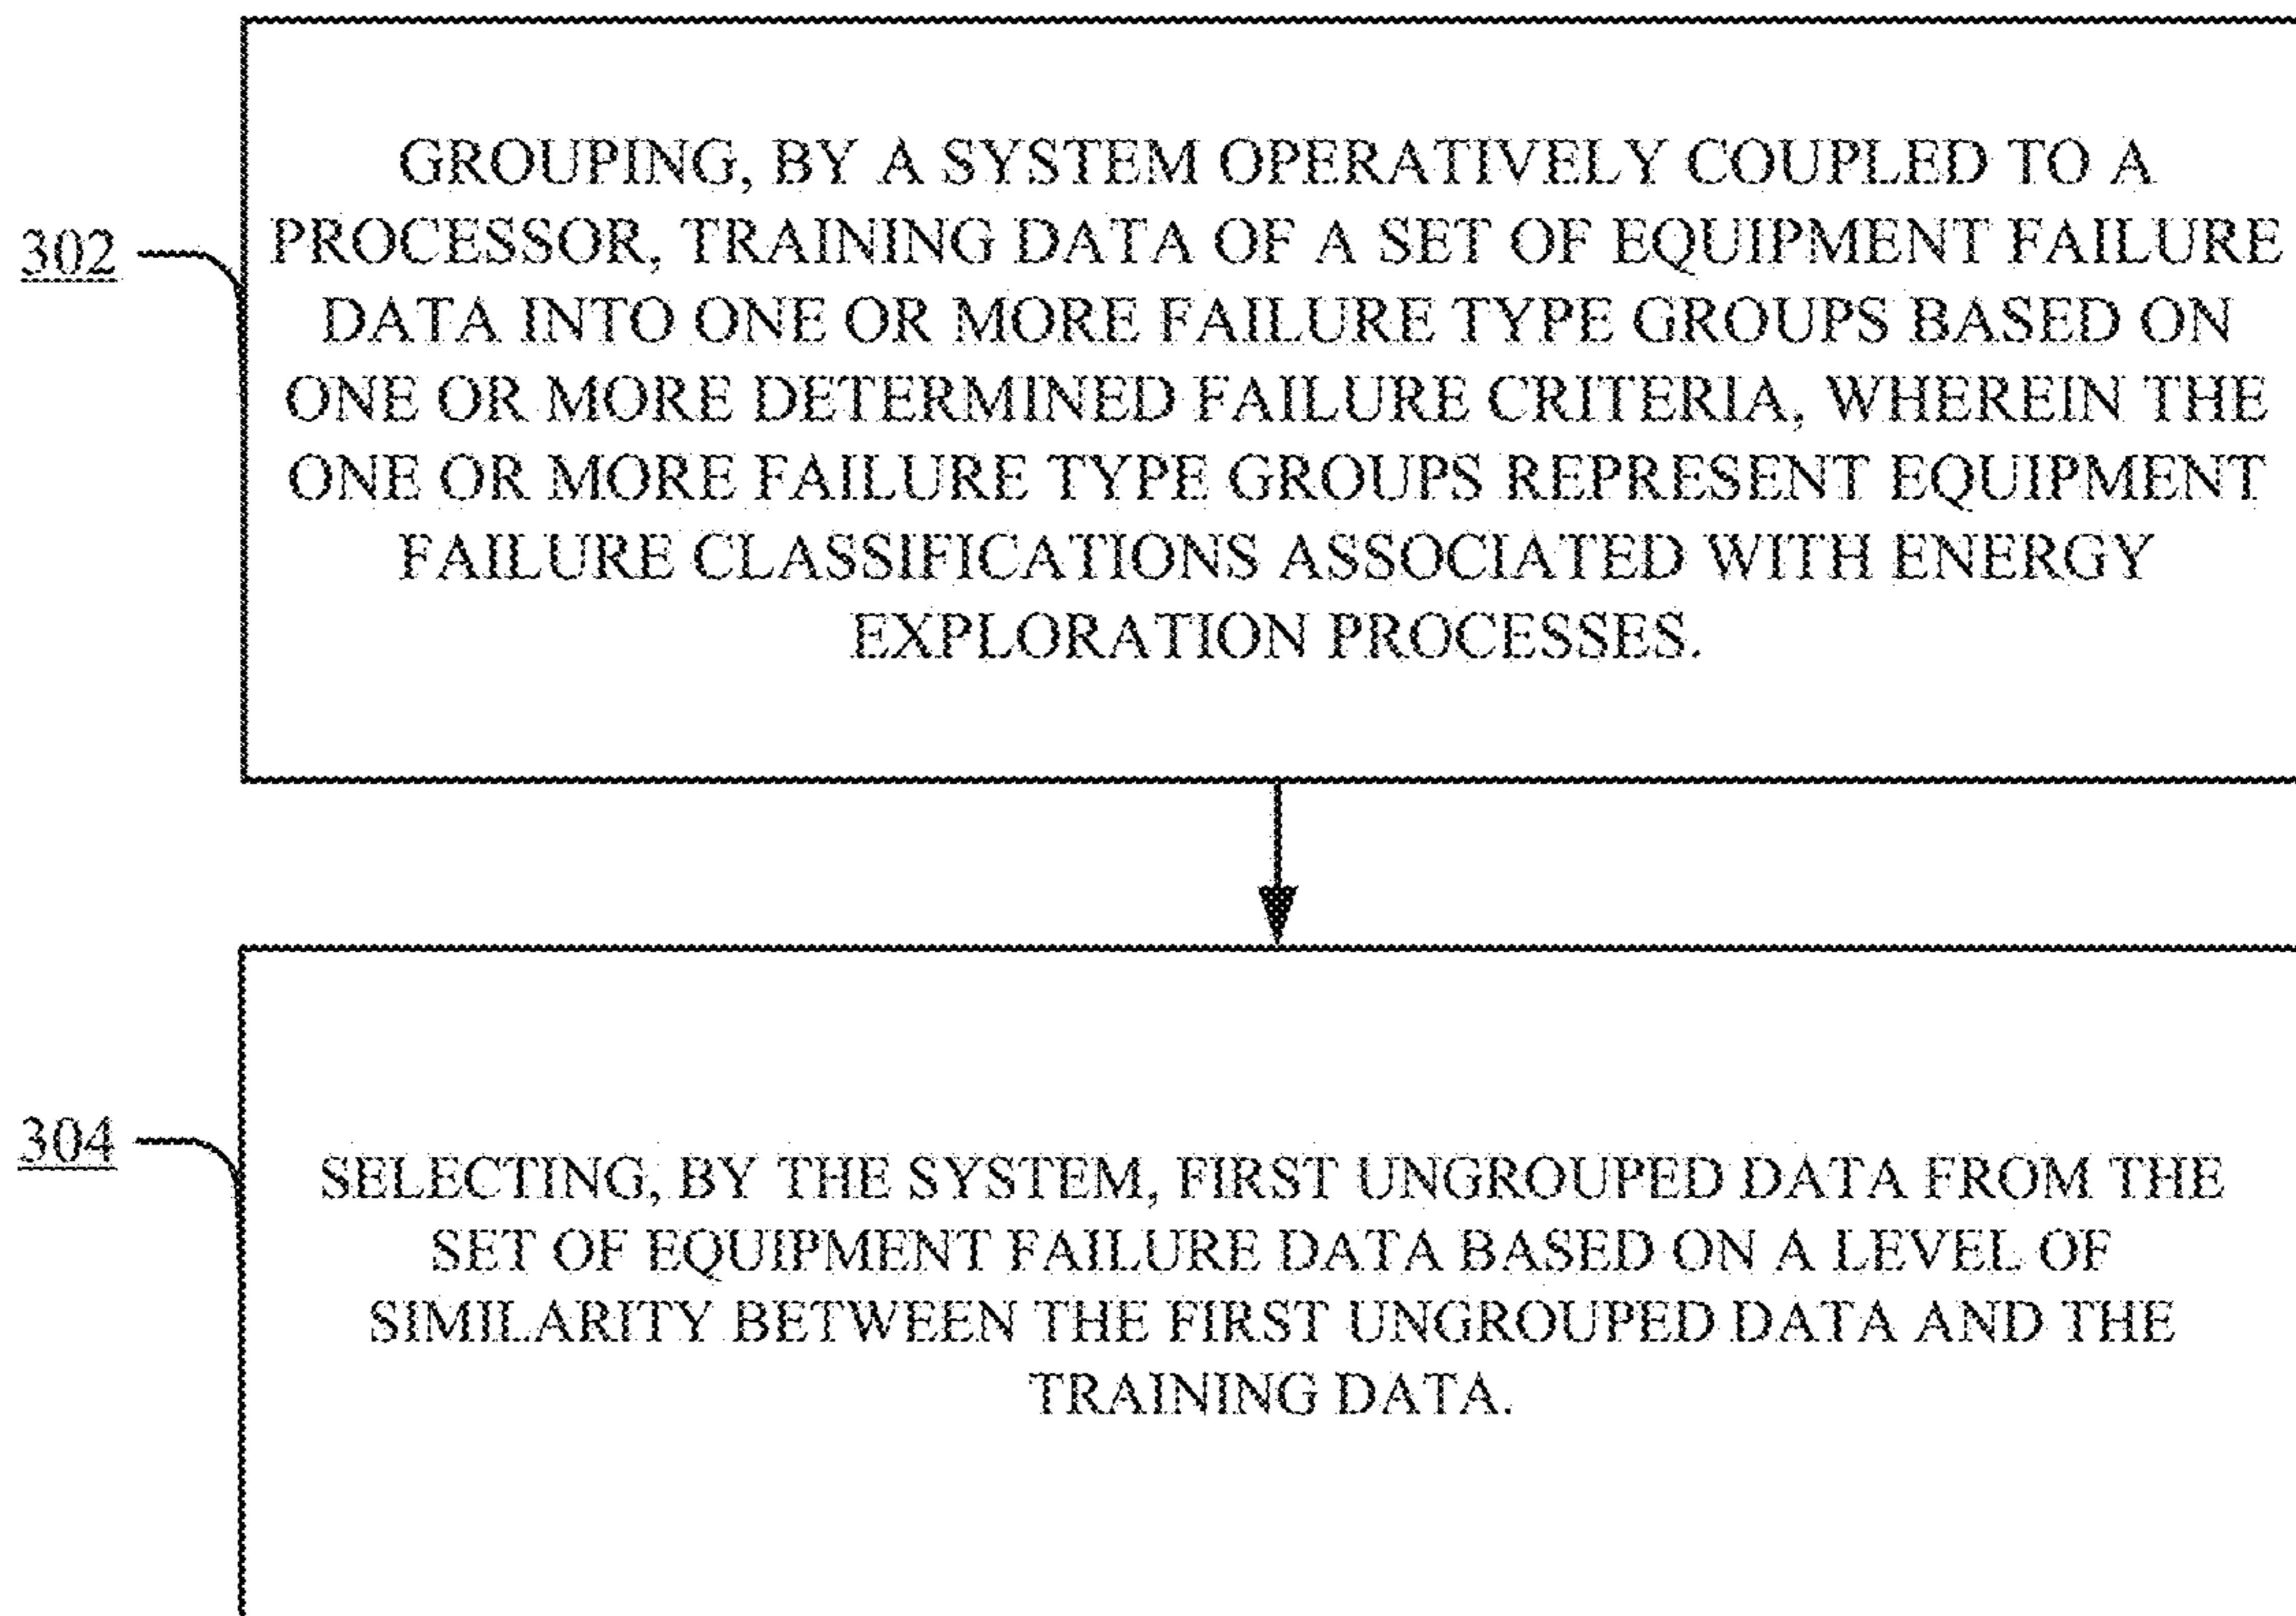 302
GROUPING, BY A SYSTEM OPERATIVELY COUPLED TO A
PROCESSOR, TRAINING DATA OF A SET OF EQUIPMENT FAILURE
DATA INTO ONE OR MORE FAILURE TYPE GROUPS BASED ON
ONE OR MORE DETERMINED FAILURE CRITERIA, WHEREIN THE
ONE OR MORE FAILURE TYPE GROUPS REPRESENT EQUIPMENT
FAILURE CLASSIFICATIONS ASSOCIATED WITH ENERGY
EXPLORATION PROCESSES.
304
SELECTING, BY THE SYSTEM, FIRST UNGROUPED DATA FROM THE
SET OF EQUIPMENT FAILURE DATA BASED ON A LEVEL OF
SIMILARITY BETWEEN THE FIRST UNGROUPED DATA AND THE
TRAINING DATA.